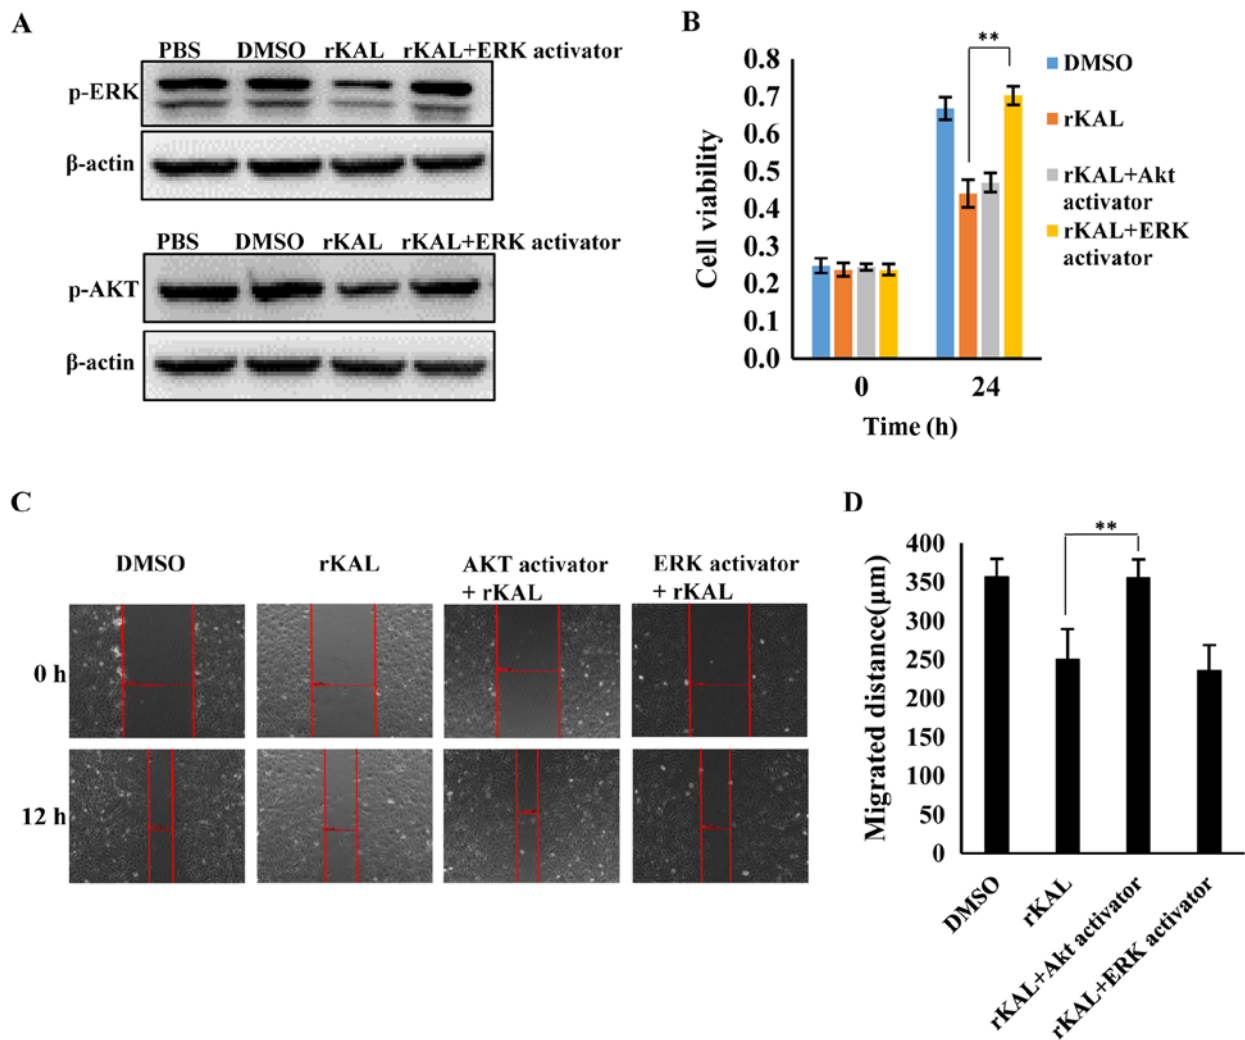 A
PBS DMSO rKAL rKAL+ERK activator
p-ERK
β-actin
PBS DMSO rKAL rKAL+ERK activator
p-AKT
β-actin
B
**
0.8
0.7
0.6
0.5
0.4
0.3
0.2
0.1
0.0
Cell viability
0 24
Time (h)
DMSO
rKAL
rKAL+Akt
activator
rKAL+ERK
activator
C
DMSO rKAL AKT activator ERK activator
+ rKAL + rKAL
0 h
12 h
D
**
400
350
300
250
200
150
100
50
0
Migrated distance(μm)
DMSO
rKAL
rKAL+Akt activator
rKAL+ERK activator